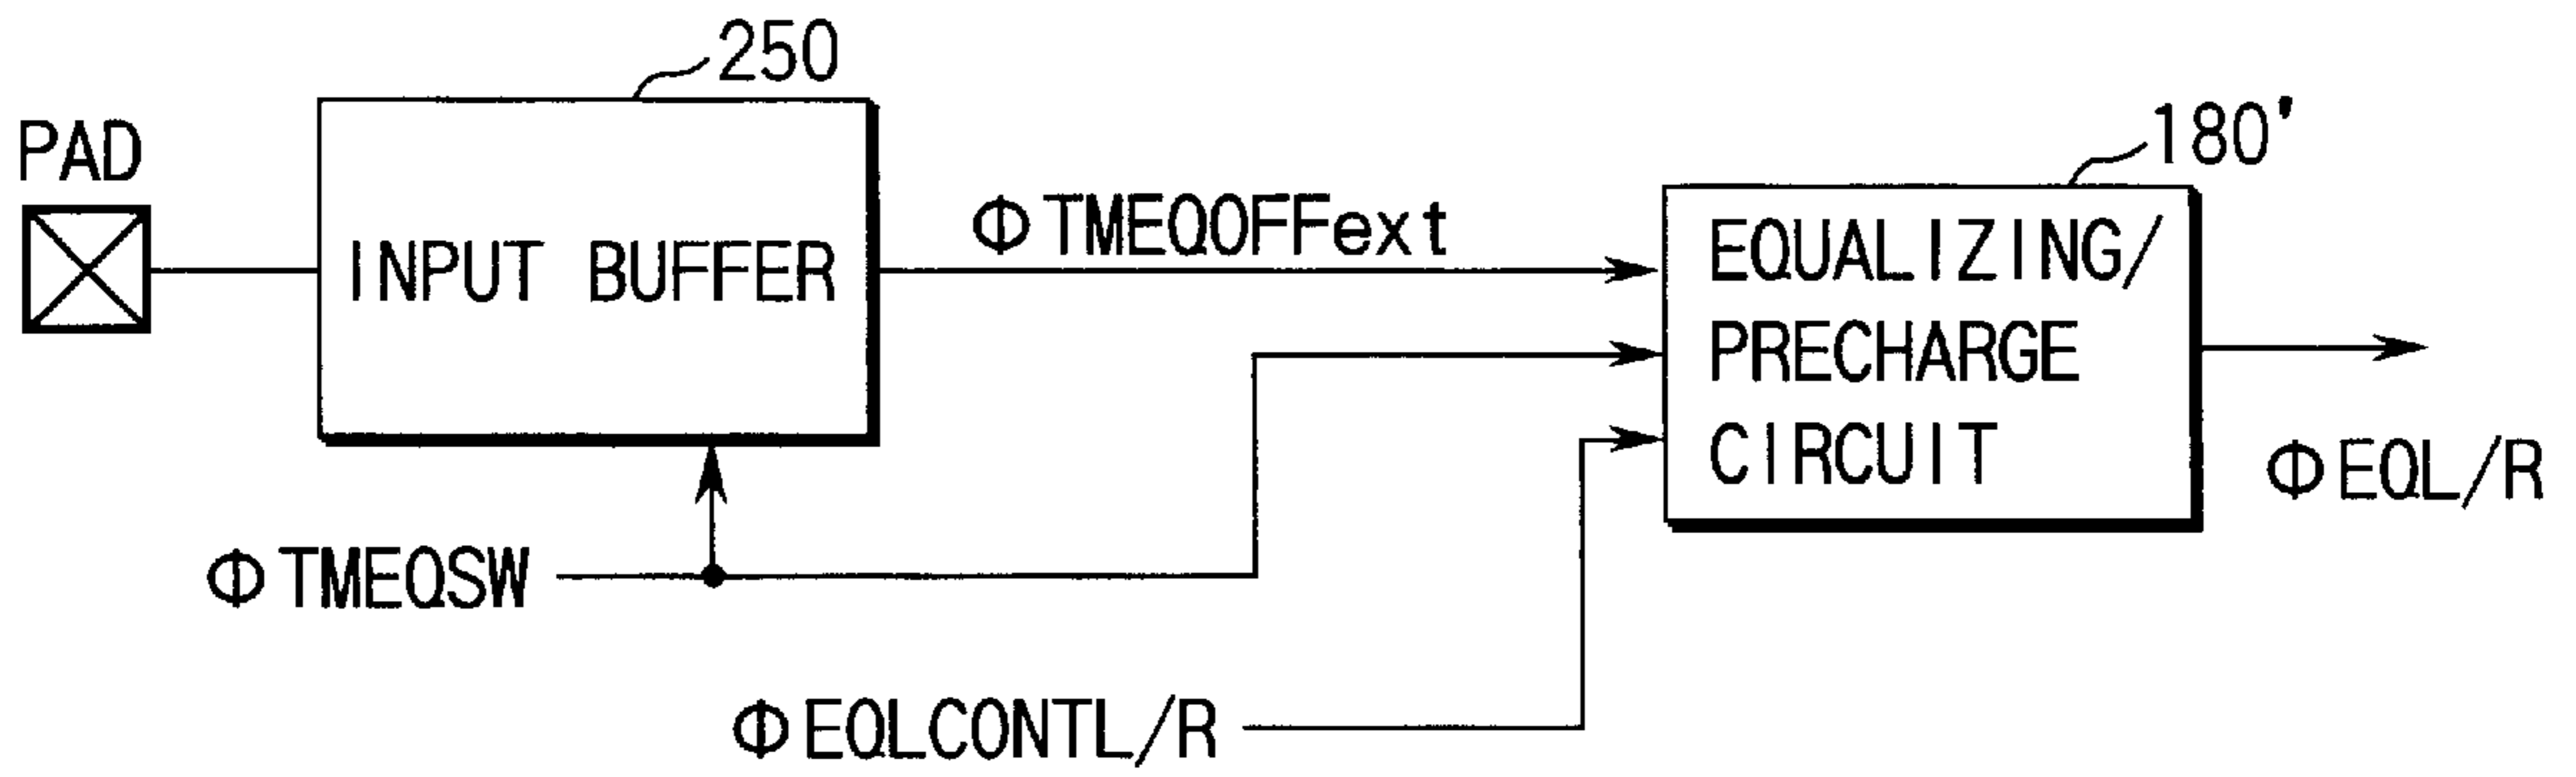 250
PAD
180'
INPUT BUFFER
ΦTMEQOFFext
EQUALIZING/
PRECHARGE
CIRCUIT
ΦEQL/R
ΦTMEQSW
ΦEQLCONTL/R